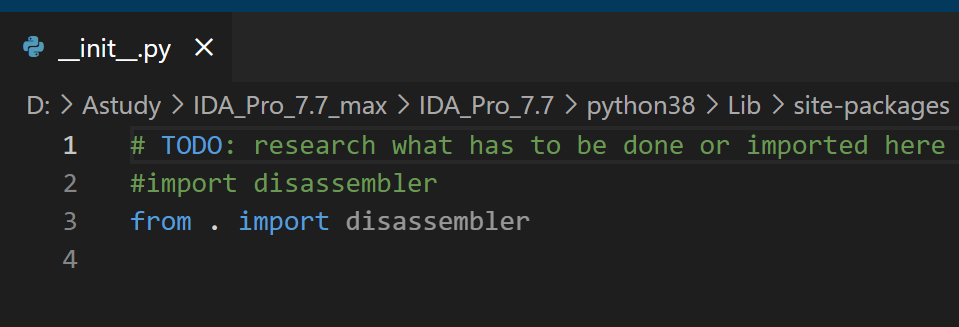 __init__.py
D: > Astudy > IDA_Pro_7.7_max > IDA_Pro_7.7 > python38 > Lib > site-packages
1 # TODO: research what has to be done or imported here
2 #import disassembler
3 from . import disassembler
4